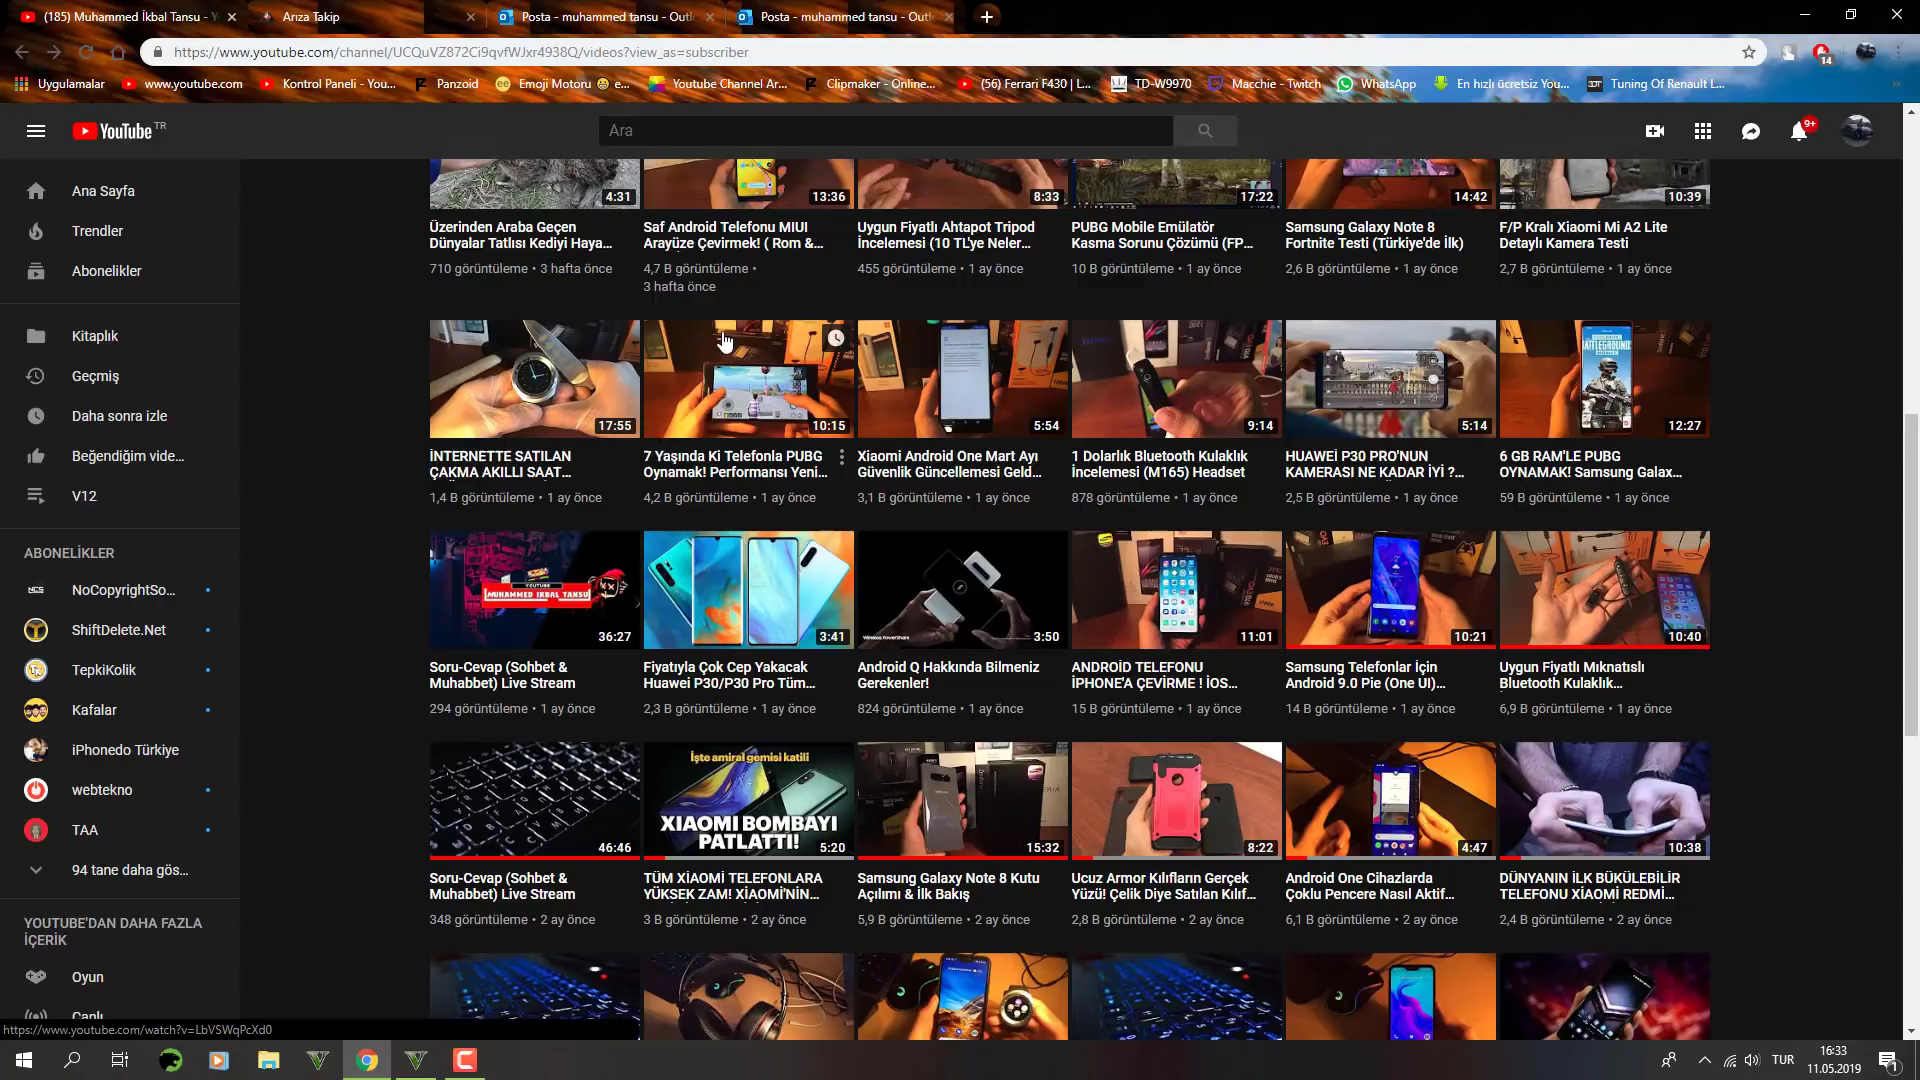 (185) Muhammed İkbal Tansu - Y
Arıza Takip
Posta - muhammed tansu - Outl
Posta - muhammed tansu - Outl
https://www.youtube.com/channel/UCQuVZ872Ci9qvfWJxr4938Q/videos?view_as=subscriber
14
Uygulamalar
www.youtube.com
Kontrol Paneli - You...
Panzoid
Emoji Motoru 😀 e...
Youtube Channel Ar...
Clipmaker - Online...
(56) Ferrari F430 | L...
TD-W9970
Macchie - Twitch
WhatsApp
En hızlı ücretsiz You...
Tuning Of Renault L...
YouTube TR
Ara
9+
Ana Sayfa
Trendler
Abonelikler
Kitaplık
Geçmiş
Daha sonra izle
Beğendiğim vide...
V12
ABONELİKLER
NoCopyrightSo...
ShiftDelete.Net
TepkiKolik
Kafalar
iPhonedo Türkiye
webtekno
TAA
94 tane daha gös...
YOUTUBE'DAN DAHA FAZLA
İÇERİK
Oyun
Canlı
4:31
13:36
8:33
17:22
14:42
10:39
Üzerinden Araba Geçen
Dünyalar Tatlısı Kediyi Haya...
710 görüntüleme • 3 hafta önce
Saf Android Telefonu MIUI
Arayüze Çevirmek! ( Rom &...
4,7 B görüntüleme •
3 hafta önce
Uygun Fiyatlı Ahtapot Tripod
İncelemesi (10 TL'ye Neler...
455 görüntüleme • 1 ay önce
PUBG Mobile Emülatör
Kasma Sorunu Çözümü (FP...
10 B görüntüleme • 1 ay önce
Samsung Galaxy Note 8
Fortnite Testi (Türkiye'de İlk)
2,6 B görüntüleme • 1 ay önce
F/P Kralı Xiaomi Mi A2 Lite
Detaylı Kamera Testi
2,7 B görüntüleme • 1 ay önce
17:55
10:15
5:54
9:14
5:14
BATTLEGROUNDS
12:27
İNTERNETTE SATILAN
ÇAKMA AKILLI SAAT...
1,4 B görüntüleme • 1 ay önce
7 Yaşında Ki Telefonla PUBG
Oynamak! Performansı Yeni...
4,2 B görüntüleme • 1 ay önce
Xiaomi Android One Mart Ayı
Güvenlik Güncellemesi Geld...
3,1 B görüntüleme • 1 ay önce
1 Dolarlık Bluetooth Kulaklık
İncelemesi (M165) Headset
878 görüntüleme • 1 ay önce
HUAWEİ P30 PRO'NUN
KAMERASI NE KADAR İYİ ?...
2,5 B görüntüleme • 1 ay önce
6 GB RAM'LE PUBG
OYNAMAK! Samsung Galax...
59 B görüntüleme • 1 ay önce
YOUTUBE
MUHAMMED IKBAL TANSU
36:27
3:41
Wireless PowerShare
3:50
11:01
10:21
10:40
Soru-Cevap (Sohbet &
Muhabbet) Live Stream
294 görüntüleme • 1 ay önce
Fiyatıyla Çok Cep Yakacak
Huawei P30/P30 Pro Tüm...
2,3 B görüntüleme • 1 ay önce
Android Q Hakkında Bilmeniz
Gerekenler!
824 görüntüleme • 1 ay önce
ANDROİD TELEFONU
İPHONE'A ÇEVİRME ! İOS...
15 B görüntüleme • 1 ay önce
Samsung Telefonlar İçin
Android 9.0 Pie (One UI)...
14 B görüntüleme • 1 ay önce
Uygun Fiyatlı Mıknatıslı
Bluetooth Kulaklık...
6,9 B görüntüleme • 1 ay önce
46:46
İşte amiral gemisi katili
XIAOMI BOMBAYI
PATLATTI!
5:20
15:32
8:22
4:47
10:38
Soru-Cevap (Sohbet &
Muhabbet) Live Stream
348 görüntüleme • 2 ay önce
TÜM XİAOMİ TELEFONLARA
YÜKSEK ZAM! XİAOMİ'NİN...
3 B görüntüleme • 2 ay önce
Samsung Galaxy Note 8 Kutu
Açılımı & İlk Bakış
5,9 B görüntüleme • 2 ay önce
Ucuz Armor Kılıfların Gerçek
Yüzü! Çelik Diye Satılan Kılıf...
2,8 B görüntüleme • 2 ay önce
Android One Cihazlarda
Çoklu Pencere Nasıl Aktif...
6,1 B görüntüleme • 2 ay önce
DÜNYANIN İLK BÜKÜLEBİLİR
TELEFONU XİAOMİ REDMİ...
2,4 B görüntüleme • 2 ay önce
https://www.youtube.com/watch?v=LbVSWqPcXd0
TUR
16:33
11.05.2019
1